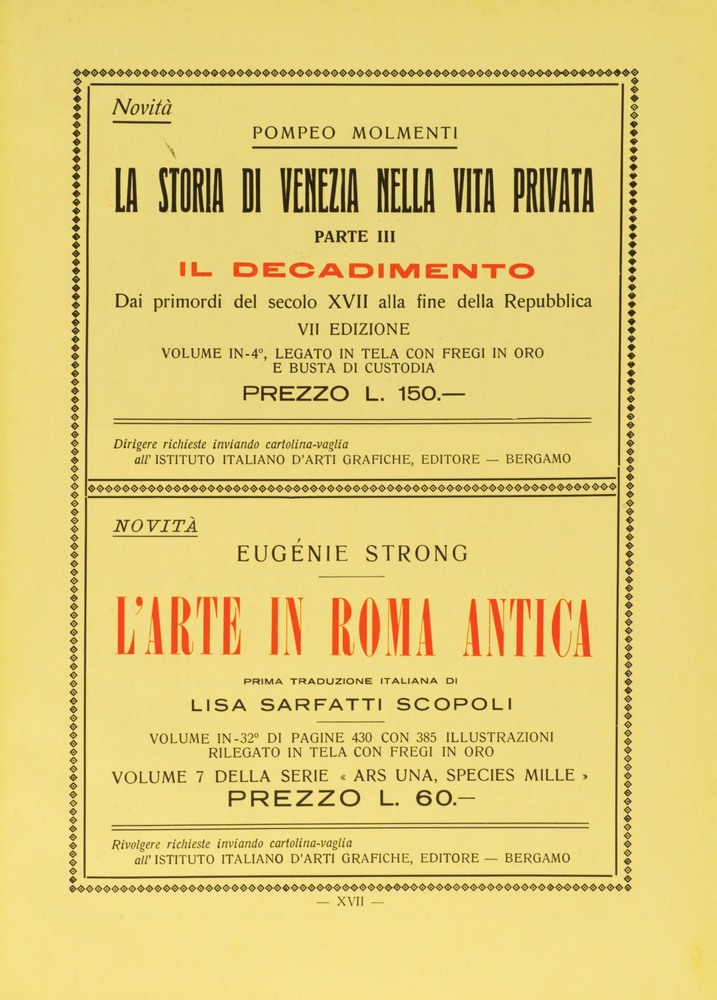 Novità
POMPEO MOLMENTI
LA STORIA DI VENEZIA NELLA VITA PRIVATA
PARTE III
IL DECADIMENTO
Dai primordi del secolo XVII alla fine della Repubblica
VII EDIZIONE
VOLUME IN-4º, LEGATO IN TELA CON FREGI IN ORO
E BUSTA DI CUSTODIA
PREZZO L. 150.—
Dirigere richieste inviando cartolina-vaglia
all' ISTITUTO ITALIANO D'ARTI GRAFICHE, EDITORE — BERGAMO
NOVITÀ
EUGÉNIE STRONG
L'ARTE IN ROMA ANTICA
PRIMA TRADUZIONE ITALIANA DI
LISA SARFATTI SCOPOLI
VOLUME IN-32º DI PAGINE 430 CON 385 ILLUSTRAZIONI
RILEGATO IN TELA CON FREGI IN ORO
VOLUME 7 DELLA SERIE « ARS UNA, SPECIES MILLE »
PREZZO L. 60.—
Rivolgere richieste inviando cartolina-vaglia
all' ISTITUTO ITALIANO D'ARTI GRAFICHE, EDITORE — BERGAMO
— XVII —